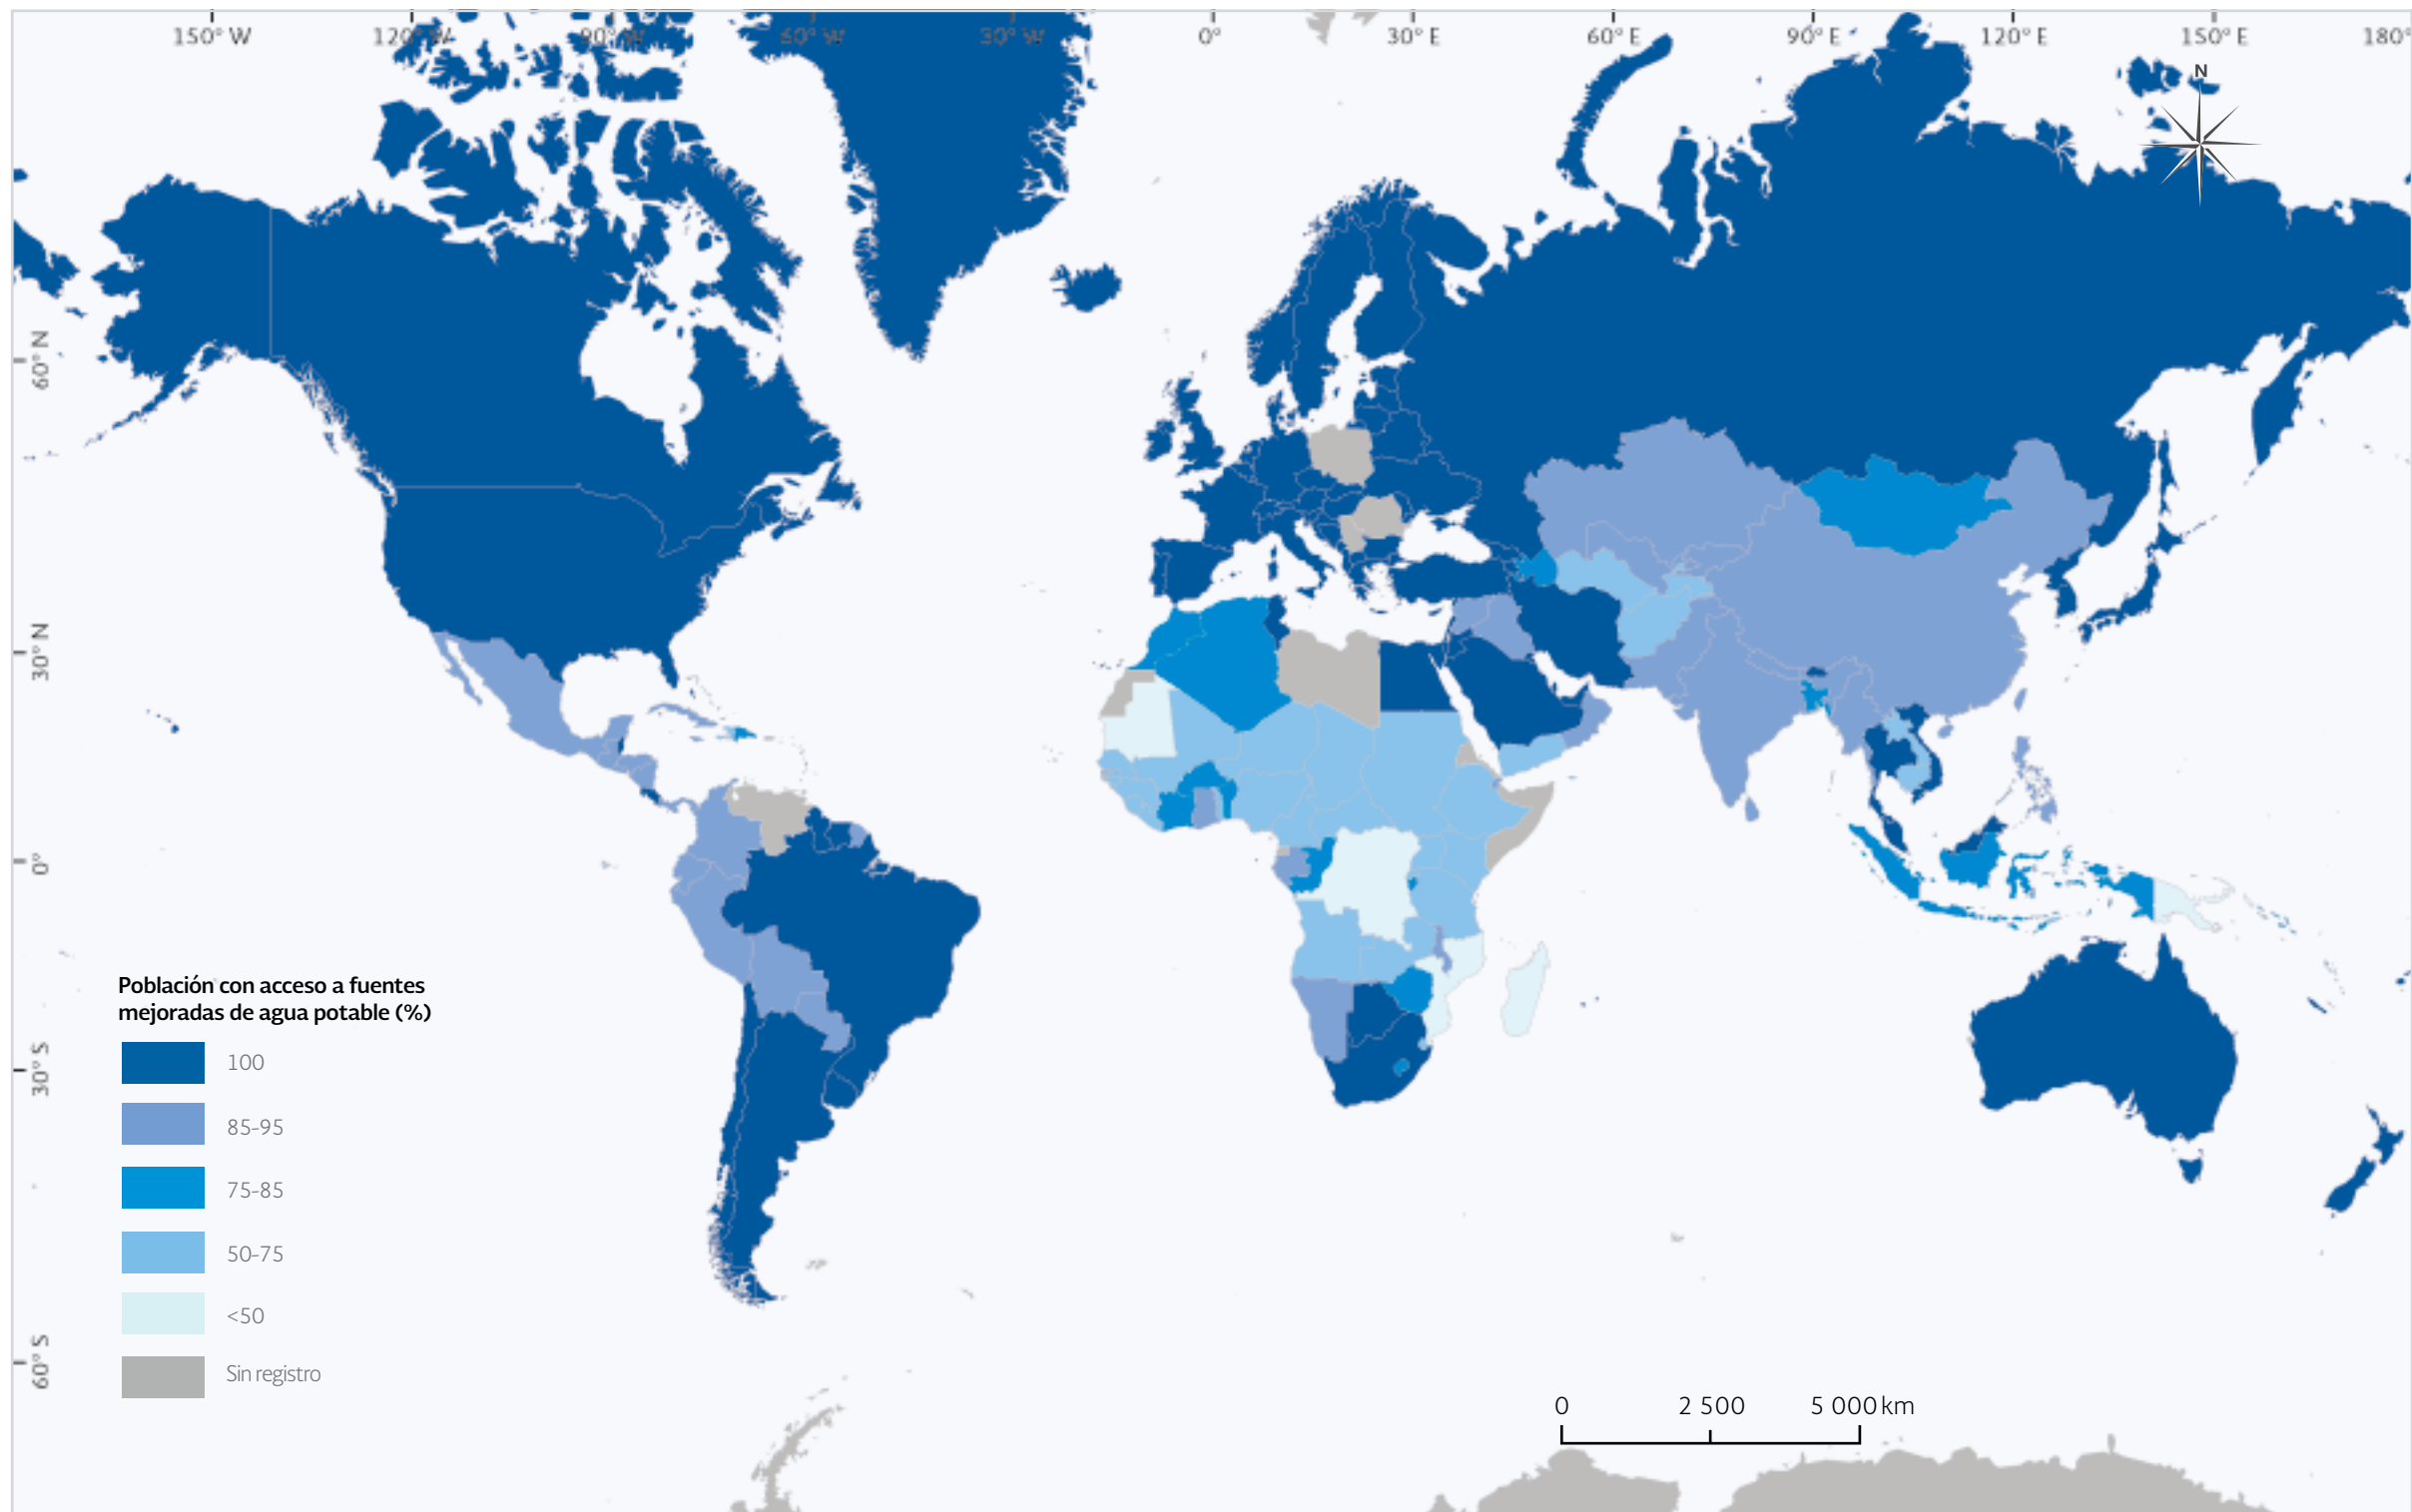 150° W 120° W 90° W 60° W 30° W 0° 30° E 60° E 90° E 120° E 150° E 180°
N
60° N
30° N
0°
30° S
60° S
Población con acceso a fuentes
mejoradas de agua potable (%)
100
85-95
75-85
50-75
<50
Sin registro
0 2 500 5 000 km